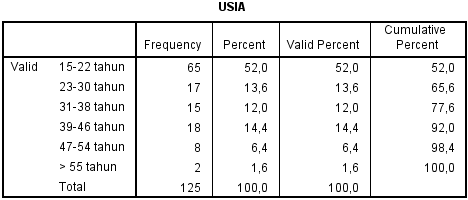 USIA
Frequency Percent Valid Percent Cumulative Percent
Valid 15-22 tahun 65 52,0 52,0 52,0
23-30 tahun 17 13,6 13,6 65,6
31-38 tahun 15 12,0 12,0 77,6
39-46 tahun 18 14,4 14,4 92,0
47-54 tahun 8 6,4 6,4 98,4
> 55 tahun 2 1,6 1,6 100,0
Total 125 100,0 100,0